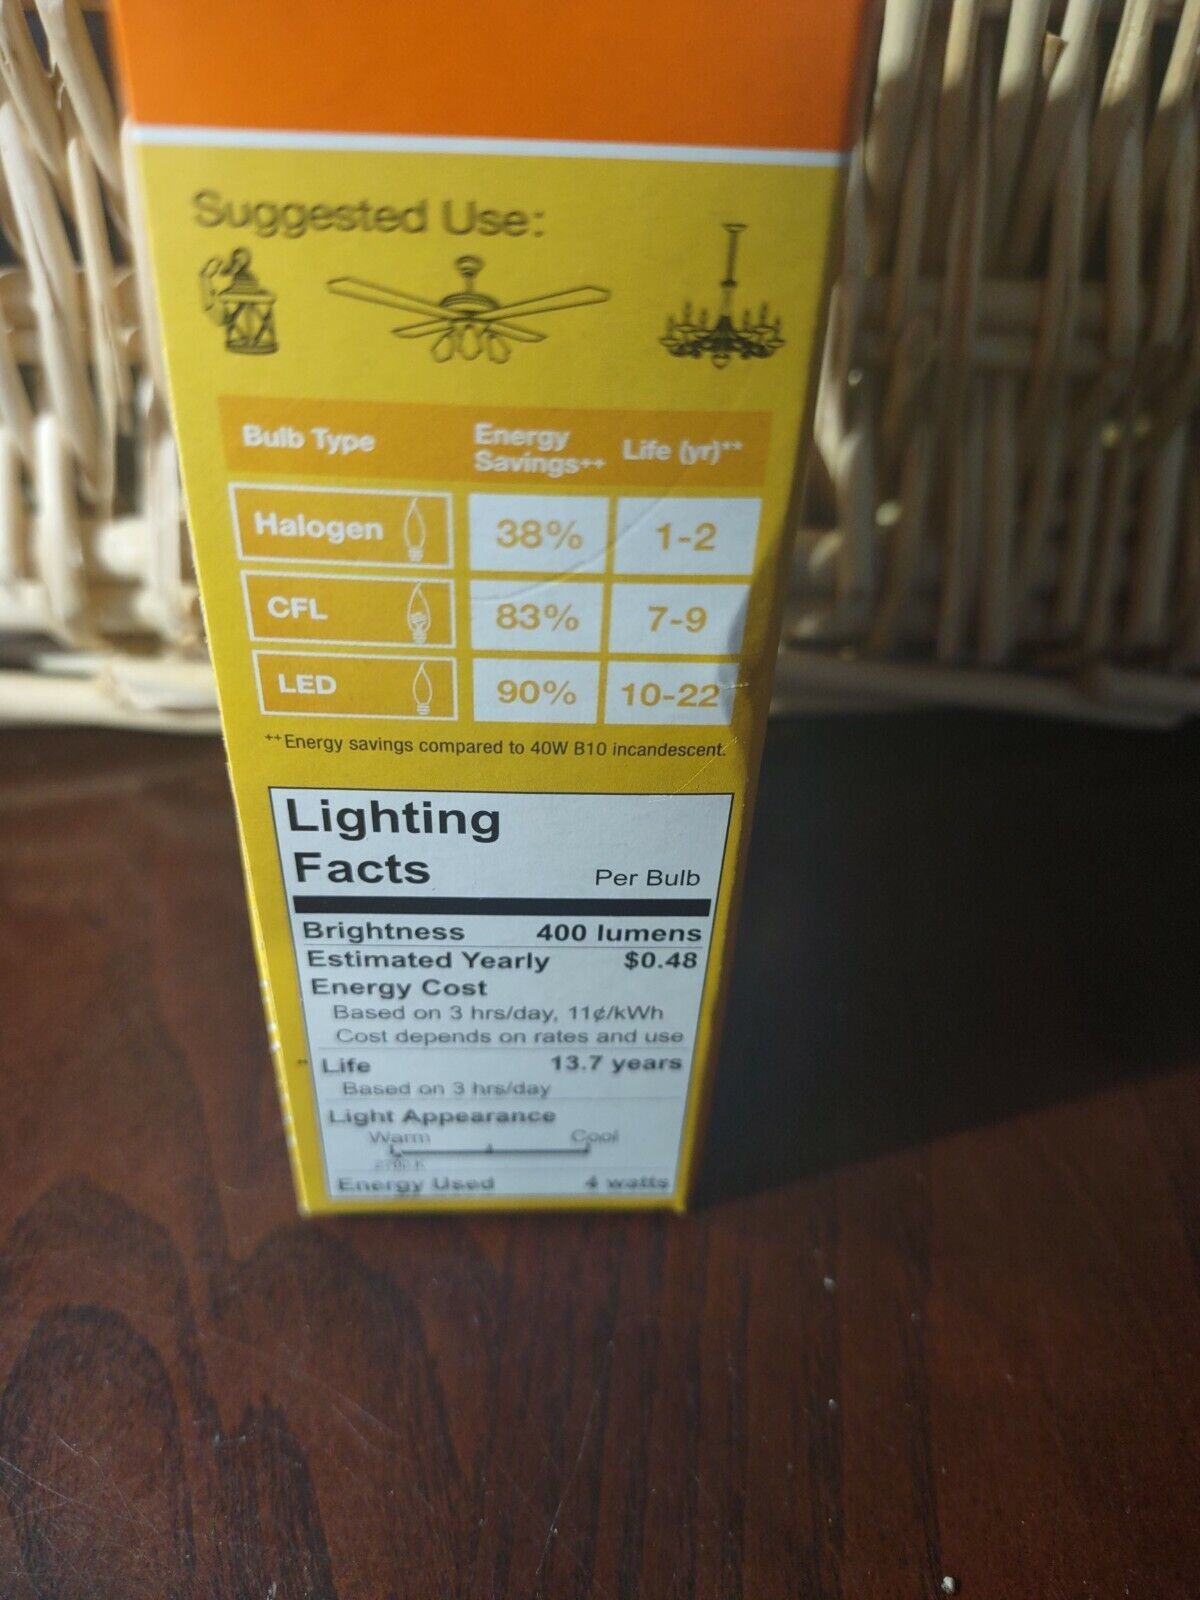 Suggested Use:
Bulb Type Energy Savings++ Life (yr)**
Halogen 38% 1-2
CFL 83% 7-9
LED 90% 10-22
++Energy savings compared to 40W B10 incandescent.
Lighting
Facts Per Bulb
Brightness 400 lumens
Estimated Yearly $0.48
Energy Cost
Based on 3 hrs/day, 11¢/kWh
Cost depends on rates and use
** Life 13.7 years
Based on 3 hrs/day
Light Appearance
Warm Cool
2700 K
Energy Used 4 watts